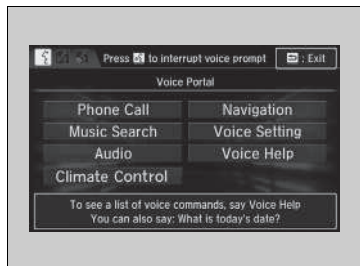 Press to interrupt voice prompt : Exit
Voice Portal
Phone Call Navigation
Music Search Voice Setting
Audio Voice Help
Climate Control
To see a list of voice commands, say Voice Help
You can also say: What is today's date?